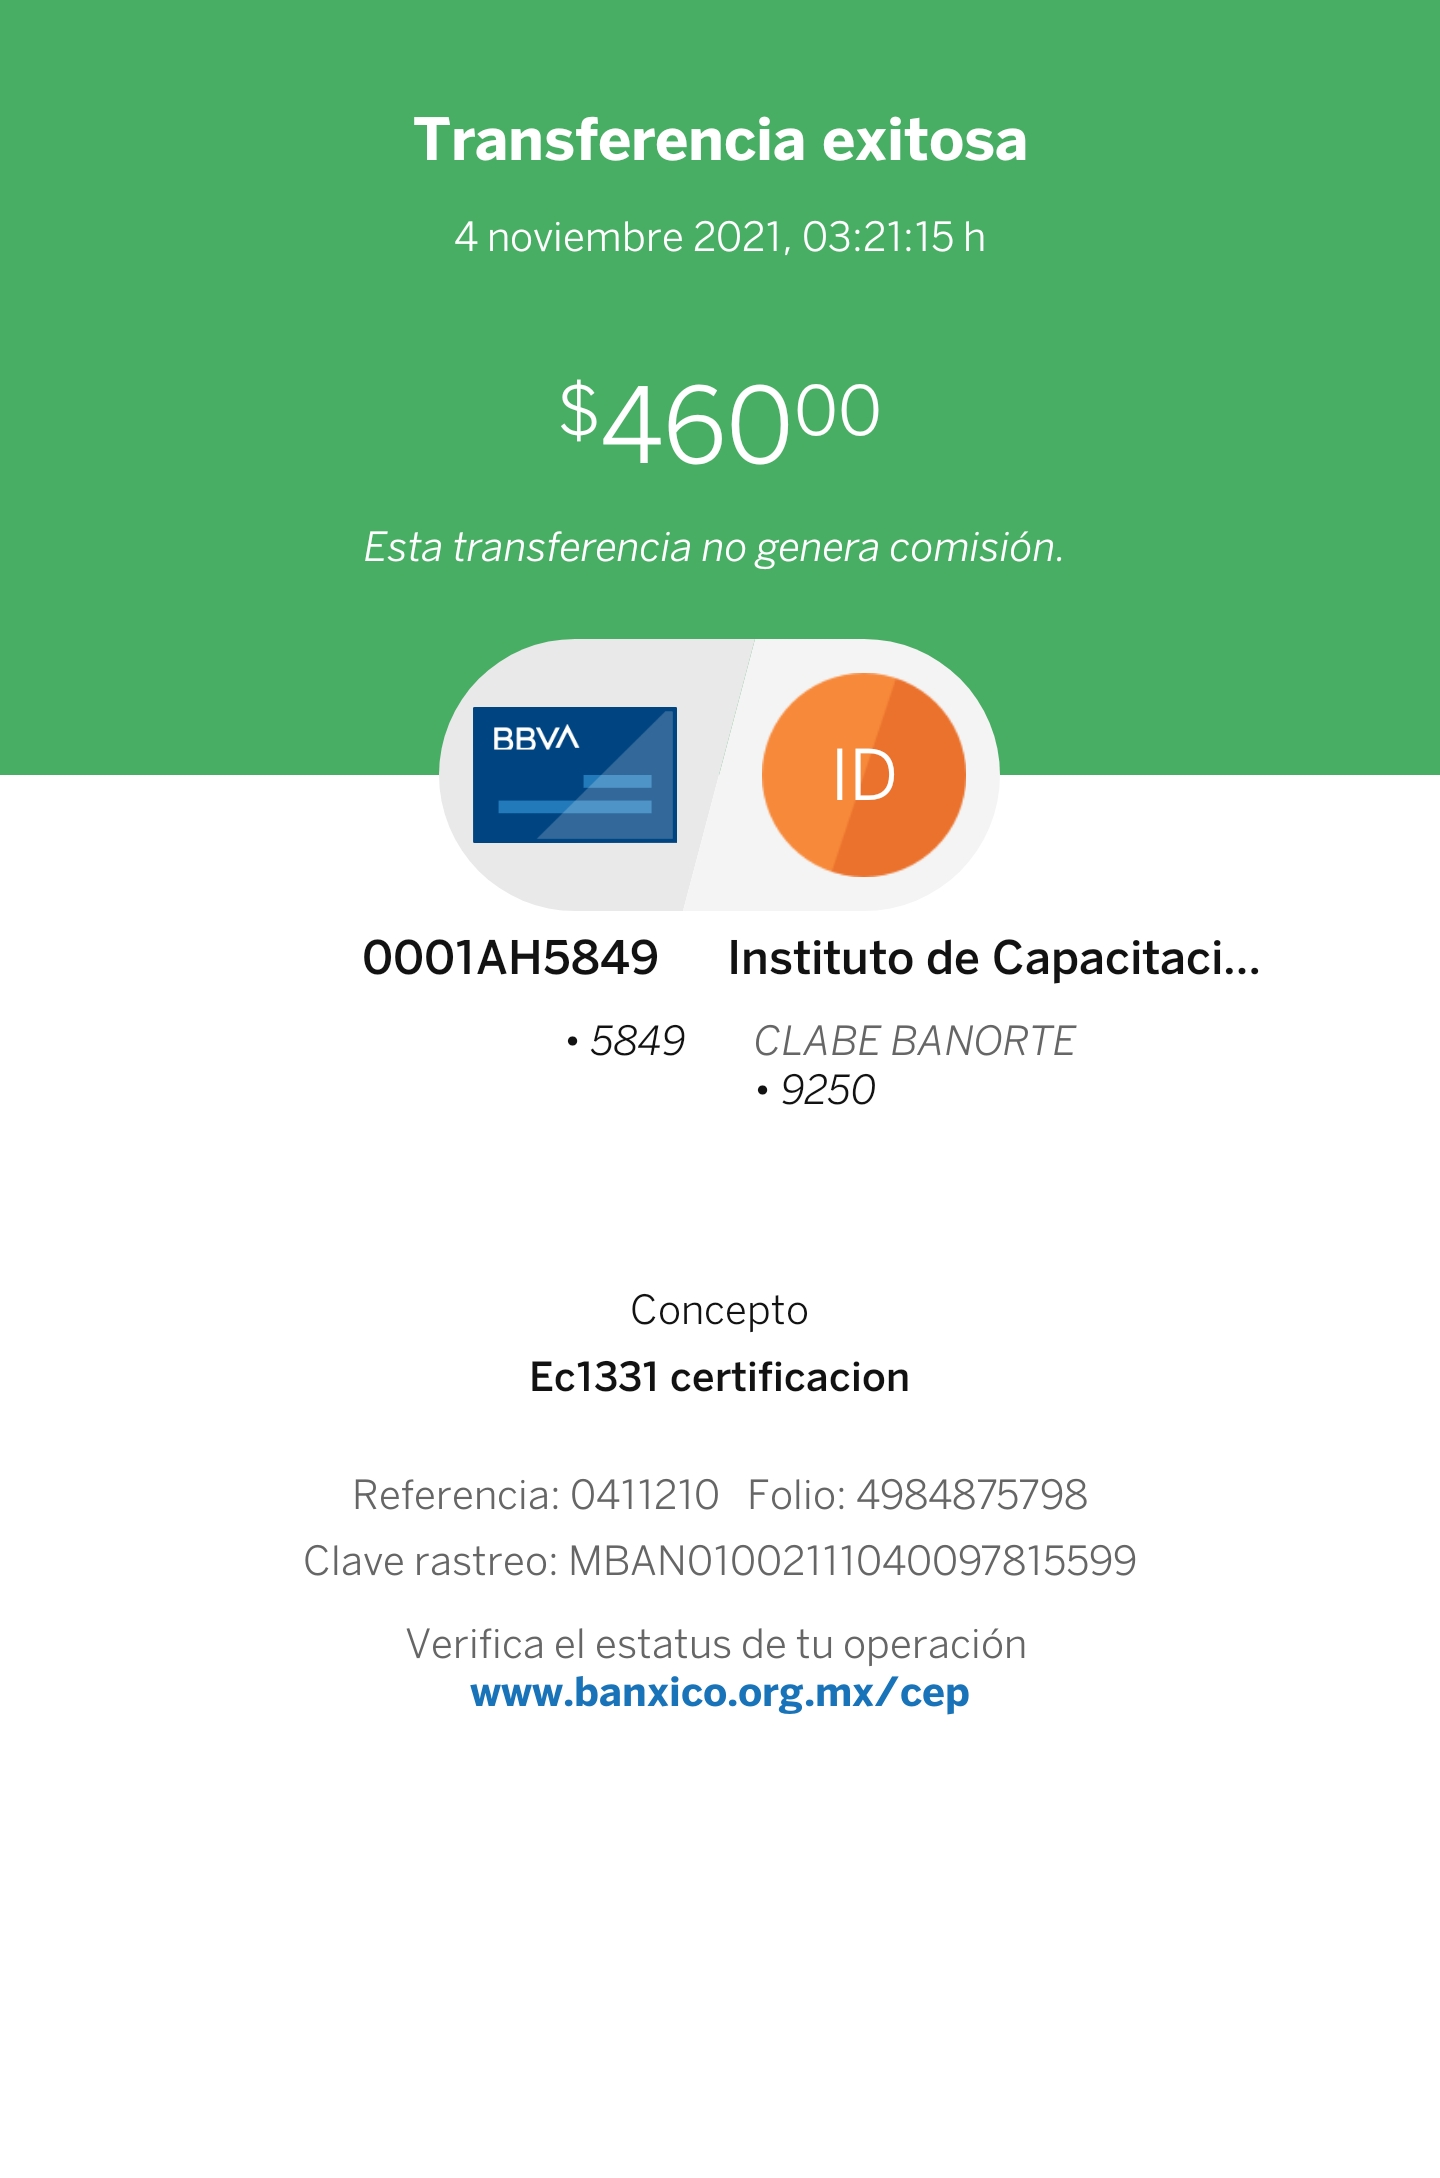 Transferencia exitosa
4 noviembre 2021, 03:21:15 h
$46000
Esta transferencia no genera comisión.
BBVA
ID
0001AH5849 Instituto de Capacitaci...
• 5849 CLABE BANORTE
• 9250
Concepto
Ec1331 certificacion
Referencia: 0411210 Folio: 4984875798
Clave rastreo: MBAN01002111040097815599
Verifica el estatus de tu operación
www.banxico.org.mx/cep